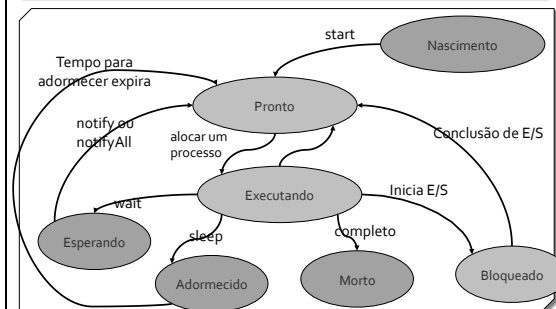 start
Nascimento
Tempo para
adormecer expira
Pronto
notify ou
notifyAll
alocar um
processo
Conclusão de E/S
Executando
Inicia E/S
wait
Esperando
sleep
completo
Adormecido
Morto
Bloqueado